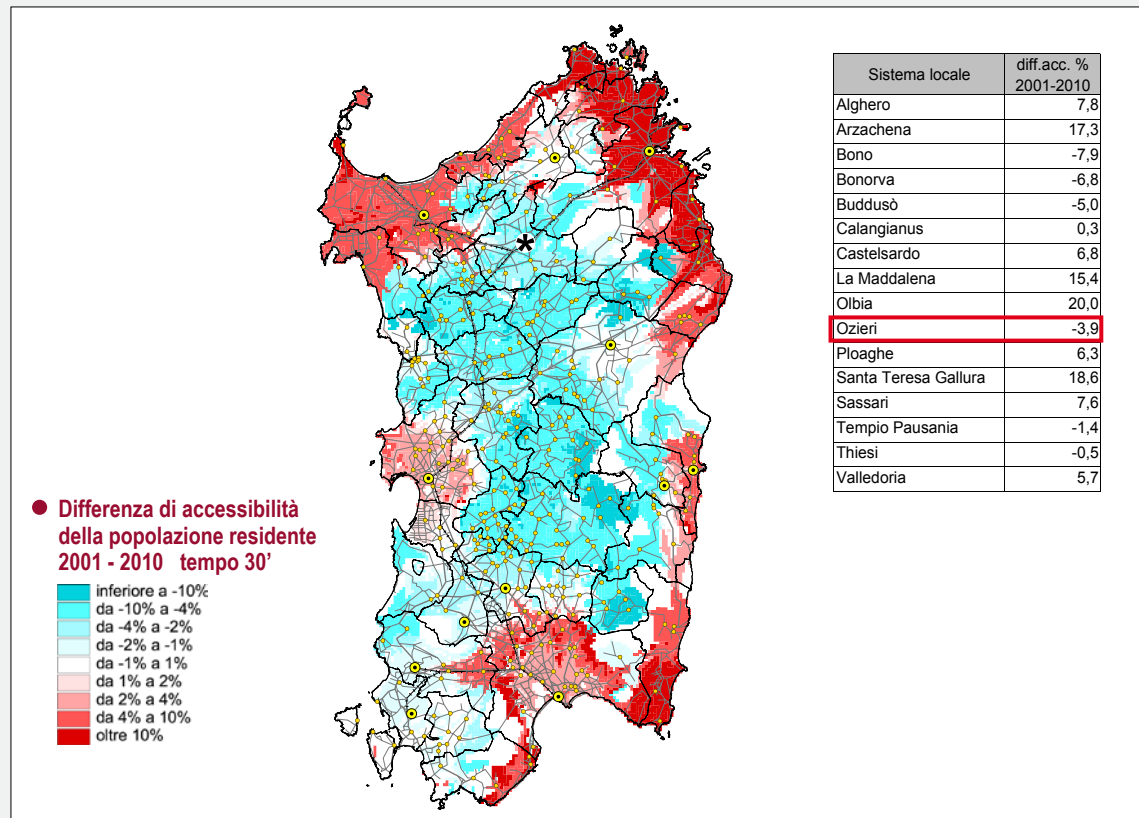 Sistema locale diff.acc. % 2001-2010
Alghero 7,8
Arzachena 17,3
Bono -7,9
Bonorva -6,8
Buddusò -5,0
Calangianus 0,3
Castelsardo 6,8
La Maddalena 15,4
Olbia 20,0
Ozieri -3,9
Ploaghe 6,3
Santa Teresa Gallura 18,6
Sassari 7,6
Tempio Pausania -1,4
Thiesi -0,5
Valledoria 5,7
*
● Differenza di accessibilità
della popolazione residente
2001 - 2010 tempo 30'
inferiore a -10%
da -10% a -4%
da -4% a -2%
da -2% a -1%
da -1% a 1%
da 1% a 2%
da 2% a 4%
da 4% a 10%
oltre 10%